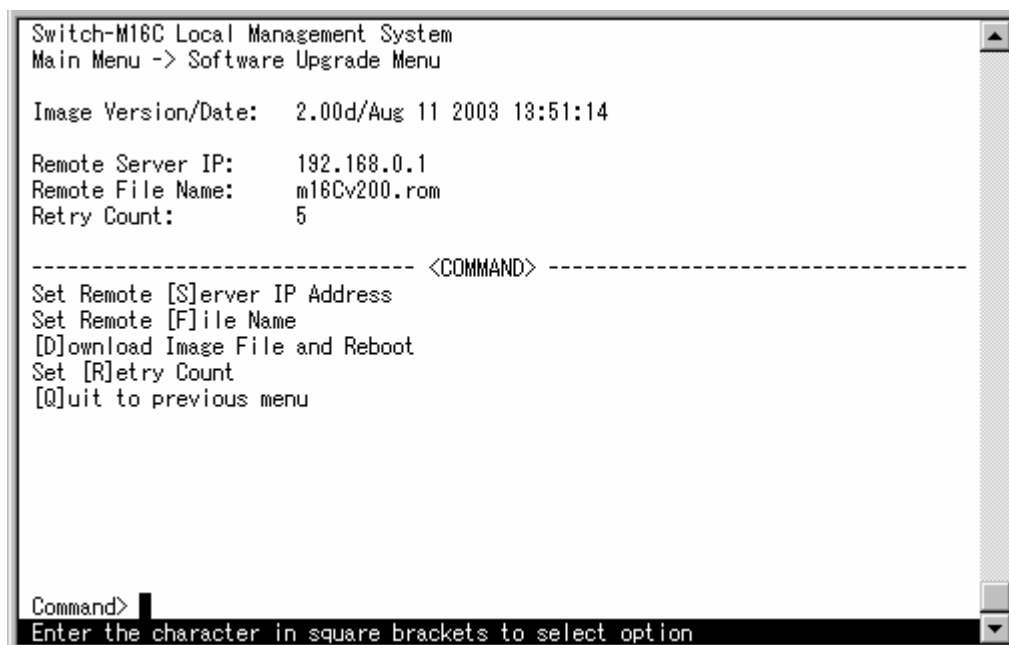 Switch-M16C Local Management System
Main Menu -> Software Upgrade Menu
Image Version/Date: 2.00d/Aug 11 2003 13:51:14
Remote Server IP: 192.168.0.1
Remote File Name: m16Cv200.rom
Retry Count: 5
-------------------------------- <COMMAND> -----------------------------------
Set Remote [S]erver IP Address
Set Remote [F]ile Name
[D]ownload Image File and Reboot
Set [R]etry Count
[Q]uit to previous menu
Command>
Enter the character in square brackets to select option